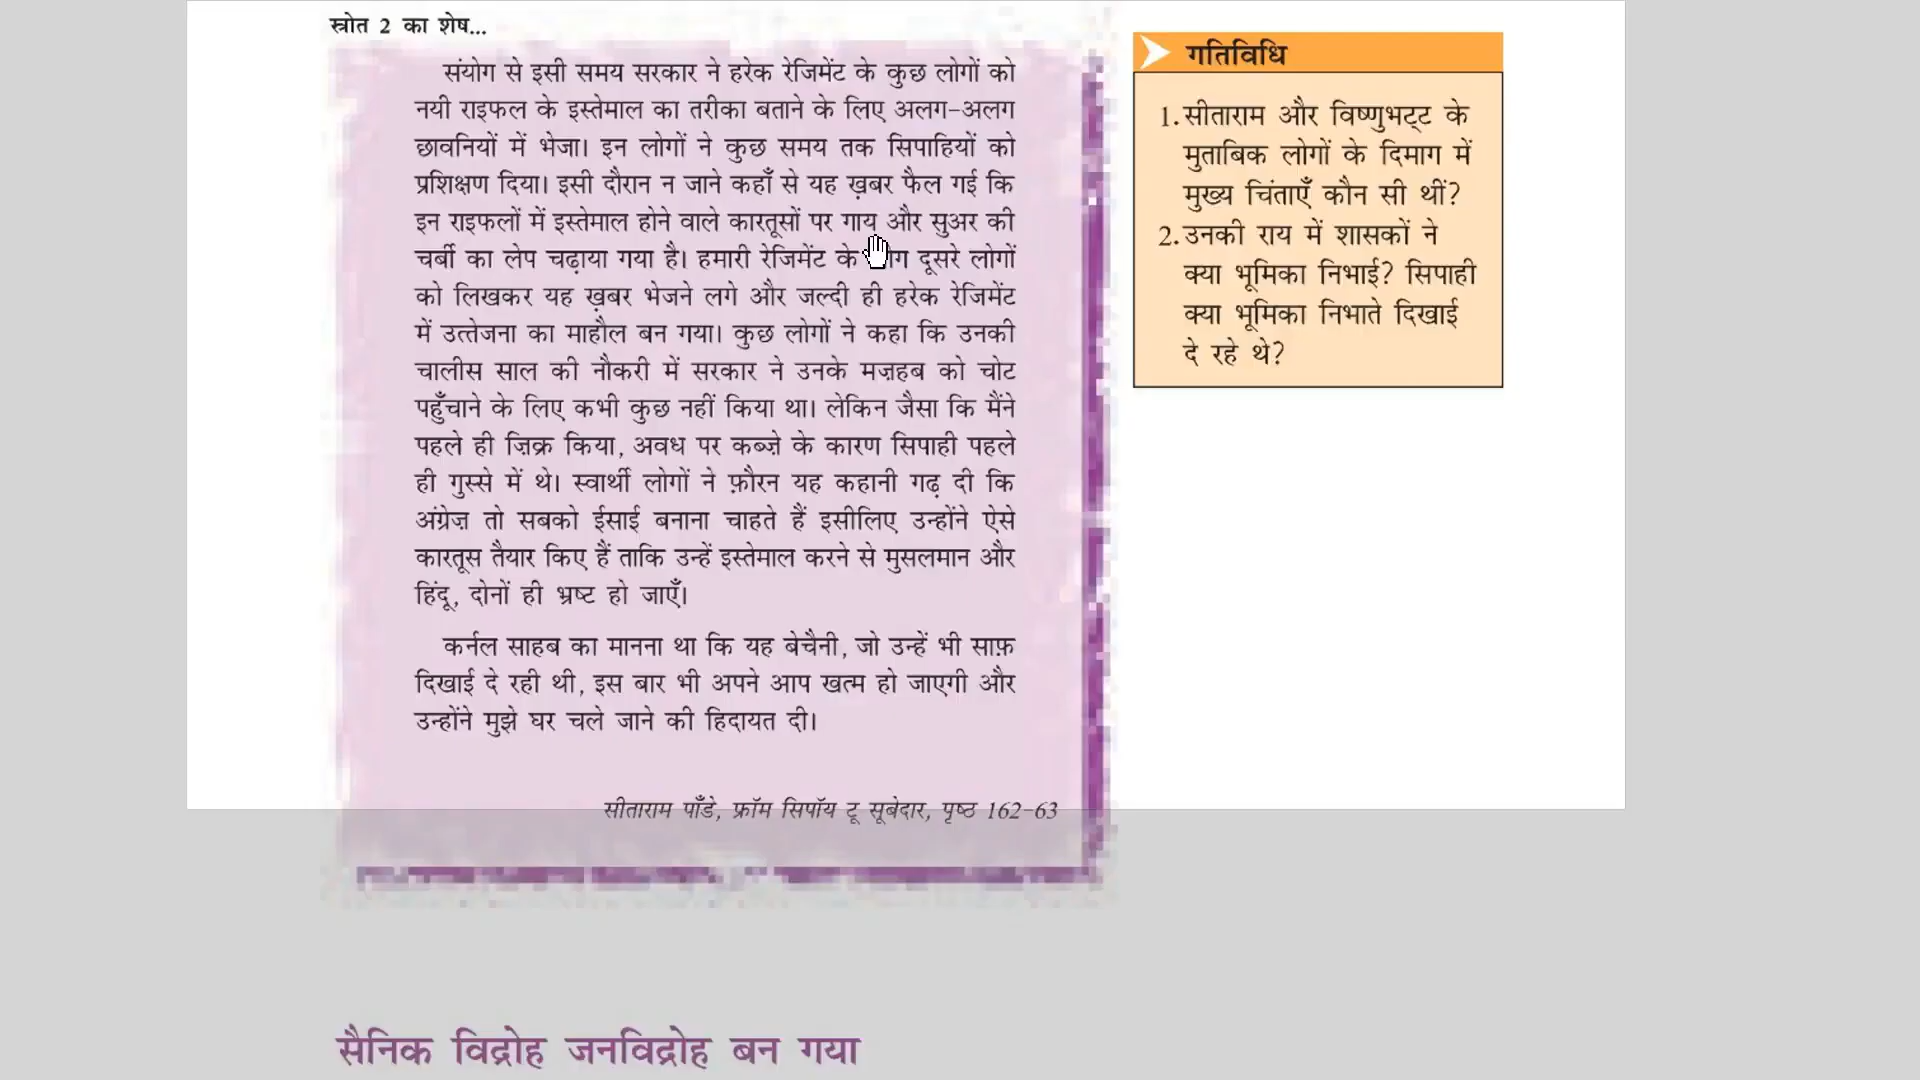 स्त्रोत 2 का शेष...
संयोग से इसी समय सरकार ने हरेक रेजिमेंट के कुछ लोगों को
नयी राइफल के इस्तेमाल का तरीका बताने के लिए अलग-अलग
छावनियों में भेजा। इन लोगों ने कुछ समय तक सिपाहियों को
प्रशिक्षण दिया। इसी दौरान न जाने कहाँ से यह ख़बर फैल गई कि
इन राइफलों में इस्तेमाल होने वाले कारतूसों पर गाय और सुअर की
चर्बी का लेप चढ़ाया गया है। हमारी रेजिमेंट के दूसरे लोगों
को लिखकर यह ख़बर भेजने लगे और जल्दी ही हरेक रेजिमेंट
में उत्तेजना का माहौल बन गया। कुछ लोगों ने कहा कि उनकी
चालीस साल की नौकरी में सरकार ने उनके मज़हब को चोट
पहुँचाने के लिए कभी कुछ नहीं किया था। लेकिन जैसा कि मैंने
पहले ही ज़िक्र किया, अवध पर कब्ज़े के कारण सिपाही पहले
ही गुस्से में थे। स्वार्थी लोगों ने फ़ौरन यह कहानी गढ़ दी कि
अंग्रेज़ तो सबको ईसाई बनाना चाहते हैं इसीलिए उन्होंने ऐसे
कारतूस तैयार किए हैं ताकि उन्हें इस्तेमाल करने से मुसलमान और
हिंदू, दोनों ही भ्रष्ट हो जाएँ।
कर्नल साहब का मानना था कि यह बेचैनी, जो उन्हें भी साफ़
दिखाई दे रही थी, इस बार भी अपने आप खत्म हो जाएगी और
उन्होंने मुझे घर चले जाने की हिदायत दी।
सीताराम पाँडे, फ्रॉम सिपॉय टू सूबेदार, पृष्ठ 162-63
गतिविधि
1. सीताराम और विष्णुभट्ट के
मुताबिक लोगों के दिमाग में
मुख्य चिंताएँ कौन सी थीं?
2. उनकी राय में शासकों ने
क्या भूमिका निभाई? सिपाही
क्या भूमिका निभाते दिखाई
दे रहे थे?
सैनिक विद्रोह जनविद्रोह बन गया